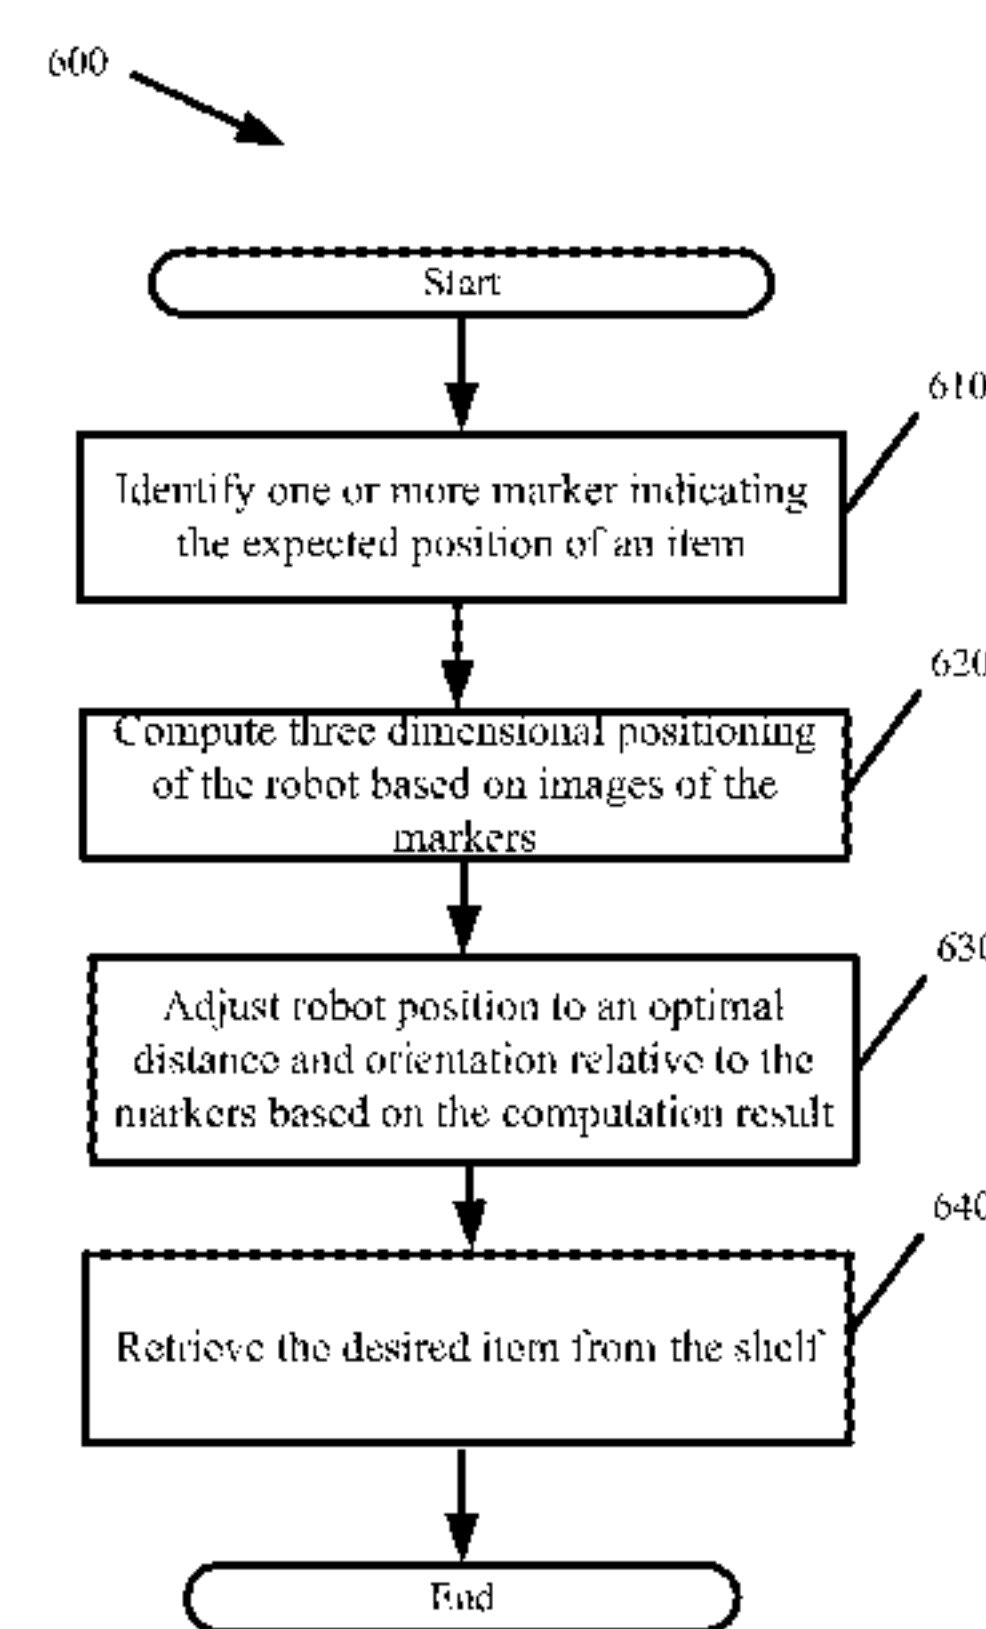 600
Start
610
Identify one or more marker indicating
the expected position of an item
620
Compute three dimensional positioning
of the robot based on images of the
markers
630
Adjust robot position to an optimal
distance and orientation relative to the
markers based on the computation result
640
Retrieve the desired item from the shelf
End